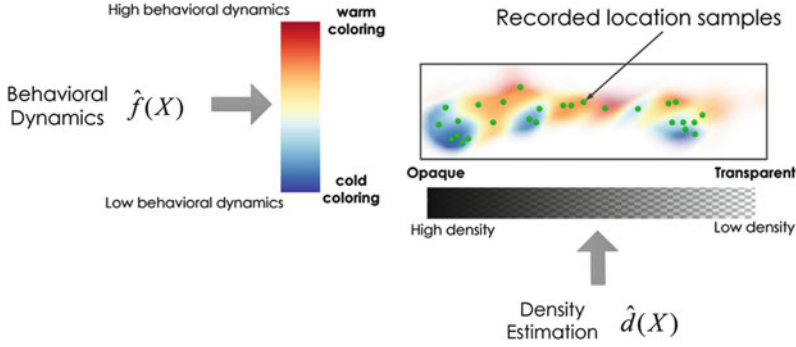 High behavioral dynamics
warm
coloring
Behavioral
Dynamics
f̂(X)
cold
coloring
Low behavioral dynamics
Recorded location samples
Opaque
Transparent
High density
Low density
Density
Estimation
d̂(X)